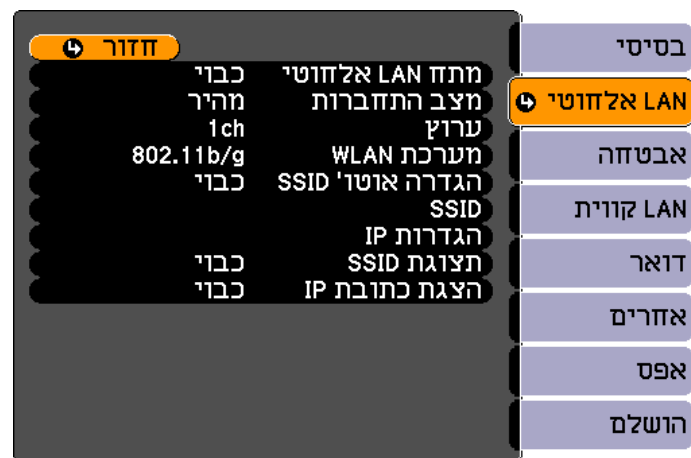 בסיסי
LAN אלחוטי
אבטחה
LAN קווית
דואר
אחרים
אפס
הושלם
חזור
מתח LAN אלחוטי כבוי
מצב התחברות מהיר
ערוץ 1ch
מערכת WLAN 802.11b/g
הגדרה אוטו' SSID כבוי
SSID
הגדרות IP
תצוגת SSID כבוי
הצגת כתובת IP כבוי